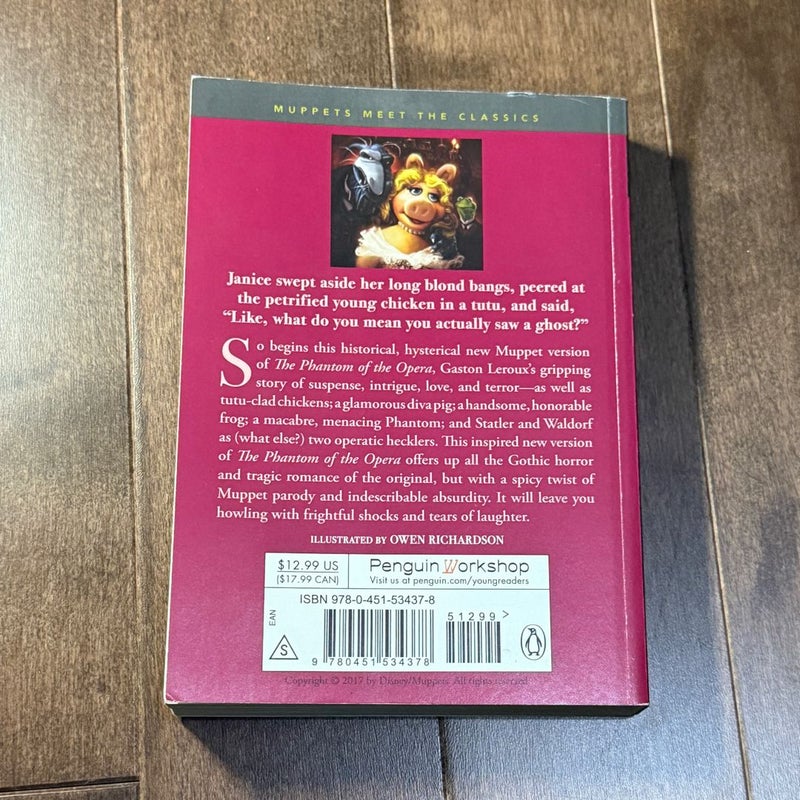 MUPPETS MEET THE CLASSICS
Janice swept aside her long blond bangs, peered at
the petrified young chicken in a tutu, and said,
“Like, what do you mean you actually saw a ghost?”
So begins this historical, hysterical new Muppet version
of The Phantom of the Opera, Gaston Leroux’s gripping
story of suspense, intrigue, love, and terror—as well as
tutu-clad chickens; a glamorous diva pig; a handsome, honorable
frog; a macabre, menacing Phantom; and Statler and Waldorf
as (what else?) two operatic hecklers. This inspired new version
of The Phantom of the Opera offers up all the Gothic horror
and tragic romance of the original, but with a spicy twist of
Muppet parody and indescribable absurdity. It will leave you
howling with frightful shocks and tears of laughter.
ILLUSTRATED BY OWEN RICHARDSON
$12.99 US
($17.99 CAN)
Penguin Workshop
Visit us at penguin.com/youngreaders
ISBN 978-0-451-53437-8
51299>
EAN
S
9 780451 534378
Copyright © 2017 by Disney/Muppets. All rights reserved.